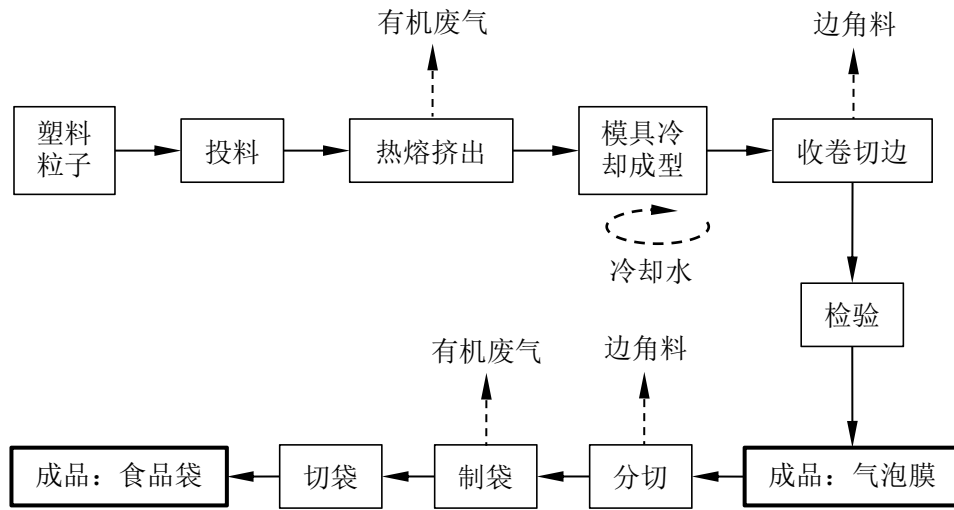 有机废气
边角料
塑料
粒子
投料
热熔挤出
模具冷
却成型
收卷切边
冷却水
检验
有机废气
边角料
成品：食品袋
切袋
制袋
分切
成品：气泡膜